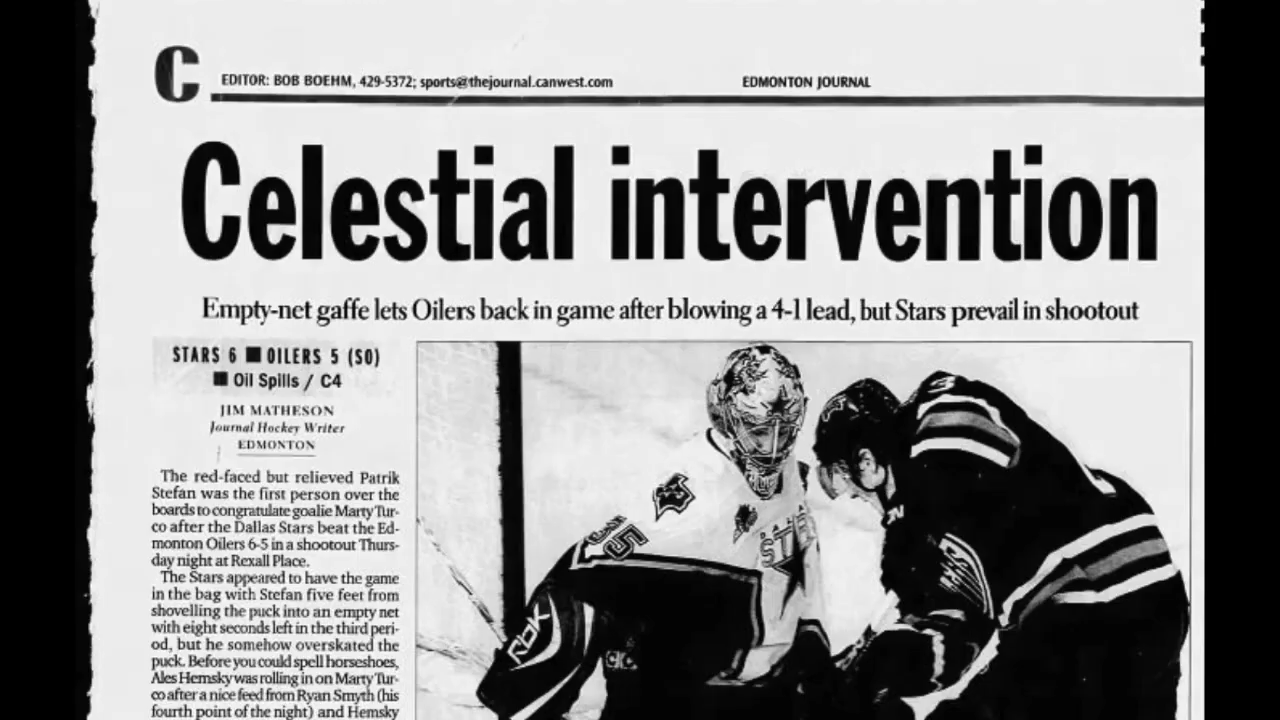 C
EDITOR: BOB BOEHM, 429-5372; sports@thejournal.canwest.com
EDMONTON JOURNAL
Celestial intervention
Empty-net gaffe lets Oilers back in game after blowing a 4-1 lead, but Stars prevail in shootout
STARS 6 ■ OILERS 5 (SO)
■ Oil Spills / C4
JIM MATHESON
Journal Hockey Writer
EDMONTON
The red-faced but relieved Patrik
Stefan was the first person over the
boards to congratulate goalie Marty Tur-
co after the Dallas Stars beat the Ed-
monton Oilers 6-5 in a shootout Thurs-
day night at Rexall Place.
The Stars appeared to have the game
in the bag with Stefan five feet from
shovelling the puck into an empty net
with eight seconds left in the third peri-
od, but he somehow overskated the
puck. Before you could spell horseshoes,
Ales Hemsky was rolling in on Marty Tur-
co after a nice feed from Ryan Smyth (his
fourth point of the night) and Hemsky
35
STA
RBK